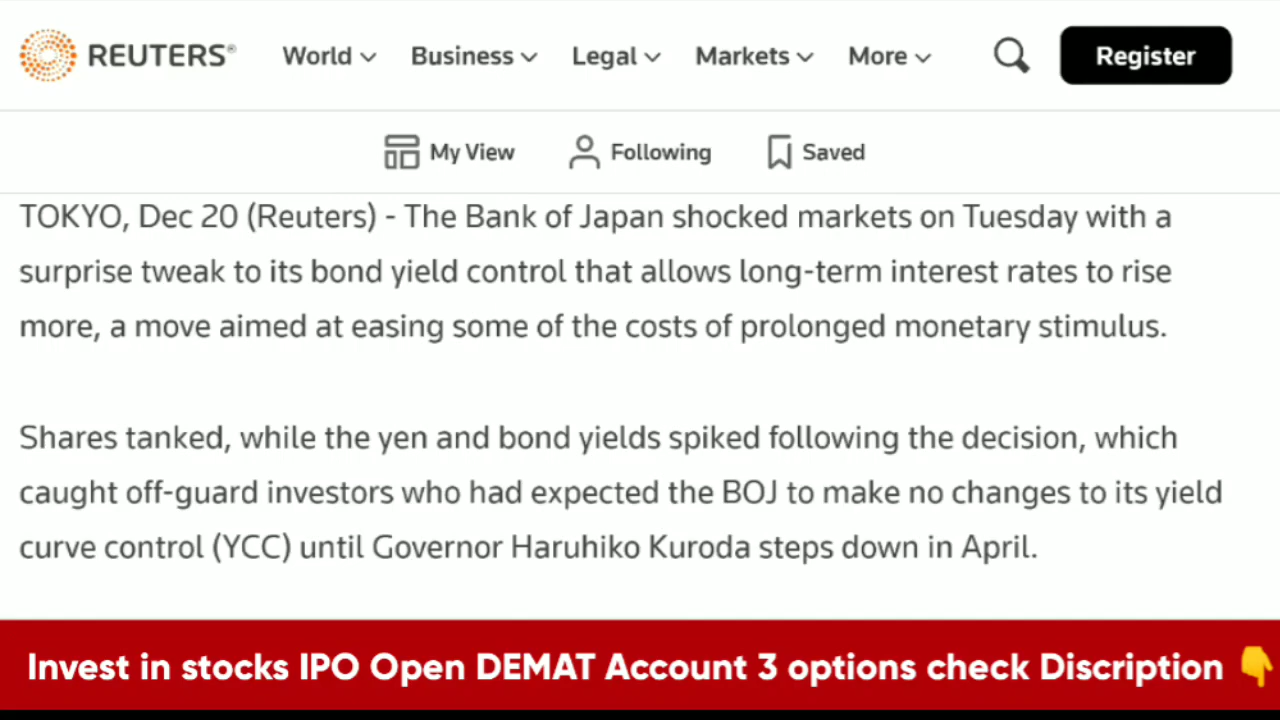 REUTERS® World Business Legal Markets More Register
My View Following Saved
TOKYO, Dec 20 (Reuters) - The Bank of Japan shocked markets on Tuesday with a
surprise tweak to its bond yield control that allows long-term interest rates to rise
more, a move aimed at easing some of the costs of prolonged monetary stimulus.
Shares tanked, while the yen and bond yields spiked following the decision, which
caught off-guard investors who had expected the BOJ to make no changes to its yield
curve control (YCC) until Governor Haruhiko Kuroda steps down in April.
Invest in stocks IPO Open DEMAT Account 3 options check Discription 👇